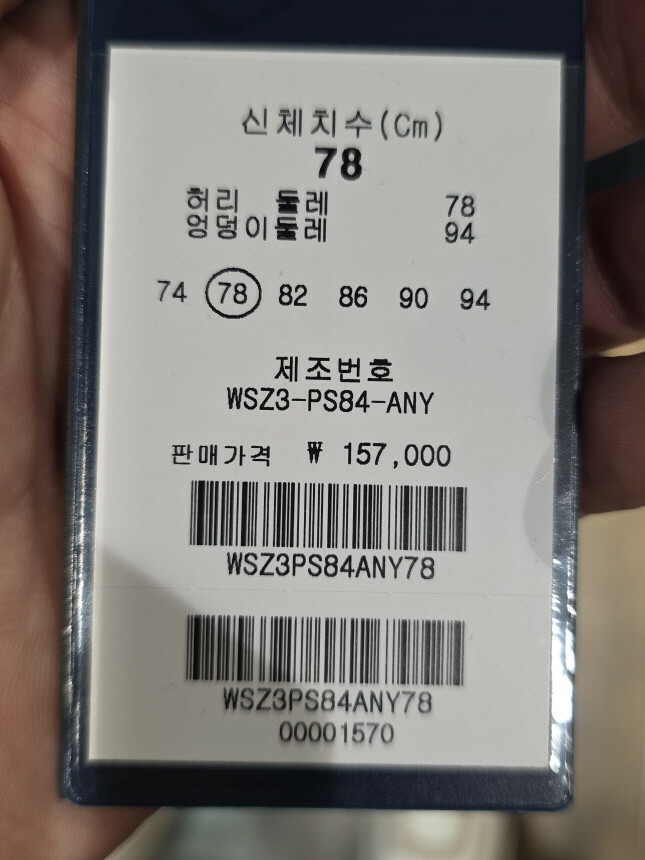 신체치수(Cm)
78
허리 둘레 78
엉덩이둘레 94
74 78 82 86 90 94
제조번호
WSZ3-PS84-ANY
판매가격 ₩ 157,000
WSZ3PS84ANY78
WSZ3PS84ANY78
00001570